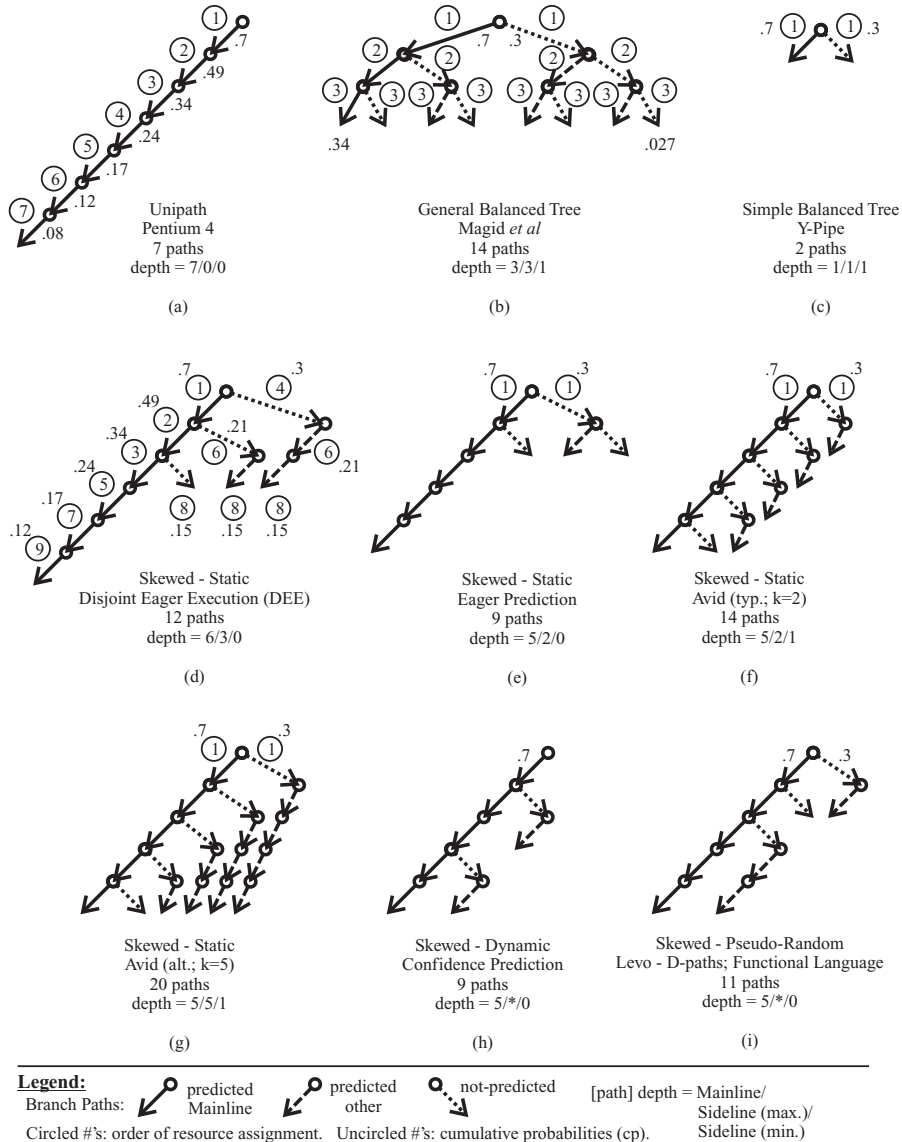 1
.7
2
.49
3
.34
4
.24
5
.17
6
.12
7
.08
Unipath
Pentium 4
7 paths
depth = 7/0/0
(a)
1 1
.7 .3
2 2 2 2
3 3 3 3 3 3 3 3
.34 .027
General Balanced Tree
Magid et al
14 paths
depth = 3/3/1
(b)
.7 1 1 .3
Simple Balanced Tree
Y-Pipe
2 paths
depth = 1/1/1
(c)
.7 1 4 .3
.49 2
.34 3 .21 6 6 .21
.24 5
.17 7 8 8 8
.15 .15 .15
.12 9
Skewed - Static
Disjoint Eager Execution (DEE)
12 paths
depth = 6/3/0
(d)
.7 1 1 .3
Skewed - Static
Eager Prediction
9 paths
depth = 5/2/0
(e)
.7 1 1 .3
Skewed - Static
Avid (typ.; k=2)
14 paths
depth = 5/2/1
(f)
.7 1 1 .3
Skewed - Static
Avid (alt.; k=5)
20 paths
depth = 5/5/1
(g)
.7
Skewed - Dynamic
Confidence Prediction
9 paths
depth = 5/*/0
(h)
.7 .3
Skewed - Pseudo-Random
Levo - D-paths; Functional Language
11 paths
depth = 5/*/0
(i)
Legend:
Branch Paths: predicted Mainline predicted other not-predicted
[path] depth = Mainline/
Sideline (max.)/
Sideline (min.)
Circled #'s: order of resource assignment. Uncircled #'s: cumulative probabilities (cp).